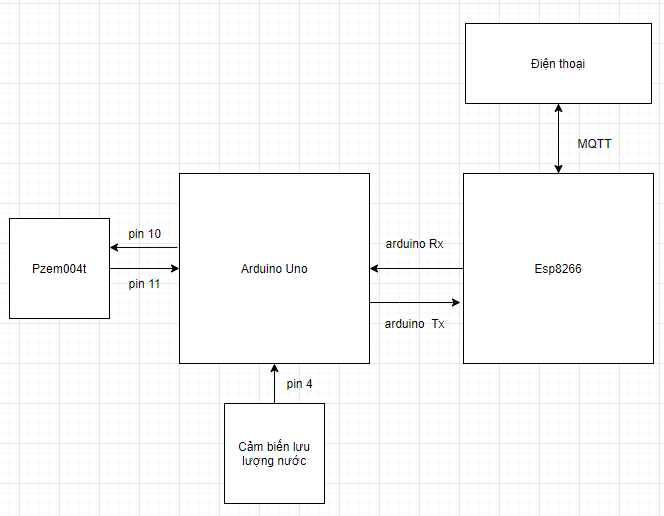 Điện thoại
MQTT
pin 10
arduino Rx
Pzem004t
Arduino Uno
Esp8266
pin 11
arduino Tx
pin 4
Cảm biến lưu
lượng nước